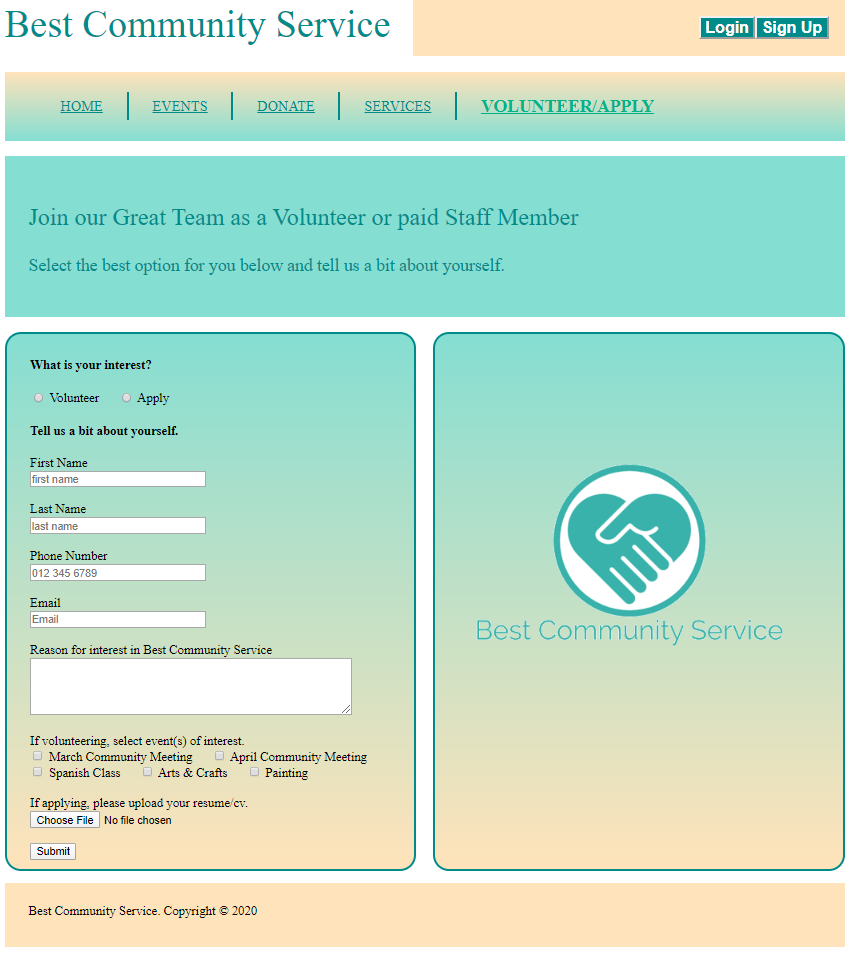 Best Community Service
Login Sign Up
HOME EVENTS DONATE SERVICES VOLUNTEER/APPLY
Join our Great Team as a Volunteer or paid Staff Member
Select the best option for you below and tell us a bit about yourself.
What is your interest?
Volunteer Apply
Tell us a bit about yourself.
First Name
first name
Last Name
last name
Phone Number
012 345 6789
Email
Email
Reason for interest in Best Community Service
If volunteering, select event(s) of interest.
March Community Meeting April Community Meeting
Spanish Class Arts & Crafts Painting
If applying, please upload your resume/cv.
Choose File No file chosen
Submit
Best Community Service
Best Community Service. Copyright © 2020